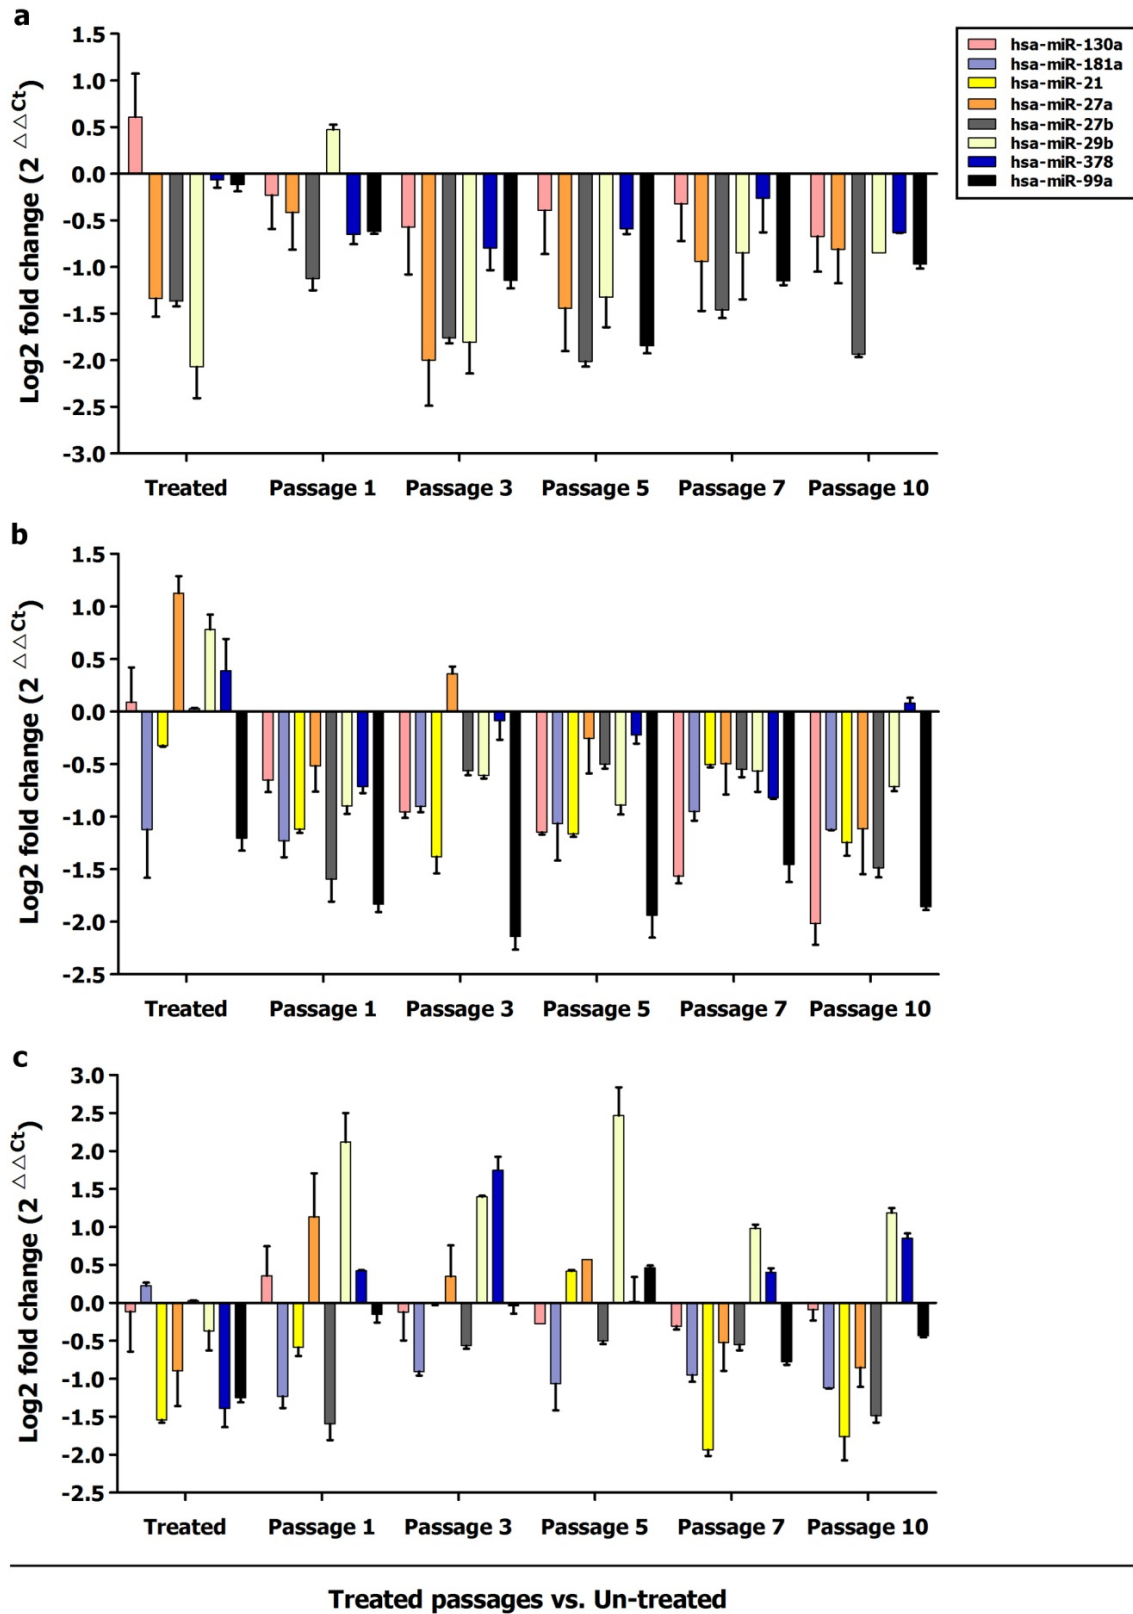 a
Log2 fold change (2 △△Ct)
1.5
1.0
0.5
0.0
-0.5
-1.0
-1.5
-2.0
-2.5
-3.0
Treated Passage 1 Passage 3 Passage 5 Passage 7 Passage 10
hsa-miR-130a
hsa-miR-181a
hsa-miR-21
hsa-miR-27a
hsa-miR-27b
hsa-miR-29b
hsa-miR-378
hsa-miR-99a
b
Log2 fold change (2 △△Ct)
1.5
1.0
0.5
0.0
-0.5
-1.0
-1.5
-2.0
-2.5
Treated Passage 1 Passage 3 Passage 5 Passage 7 Passage 10
c
Log2 fold change (2 △△Ct)
3.0
2.5
2.0
1.5
1.0
0.5
0.0
-0.5
-1.0
-1.5
-2.0
-2.5
Treated Passage 1 Passage 3 Passage 5 Passage 7 Passage 10
Treated passages vs. Un-treated